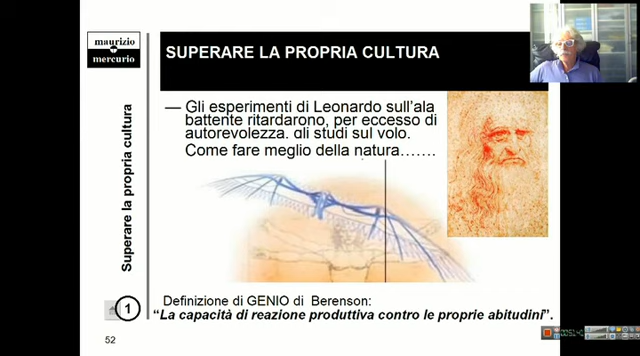 maurizio
mercurio
SUPERARE LA PROPRIA CULTURA
Superare la propria cultura
— Gli esperimenti di Leonardo sull'ala
battente ritardarono, per eccesso di
autorevolezza, gli studi sul volo.
Come fare meglio della natura…….
Definizione di GENIO di Berenson:
“La capacità di reazione produttiva contro le proprie abitudini”.
1
52